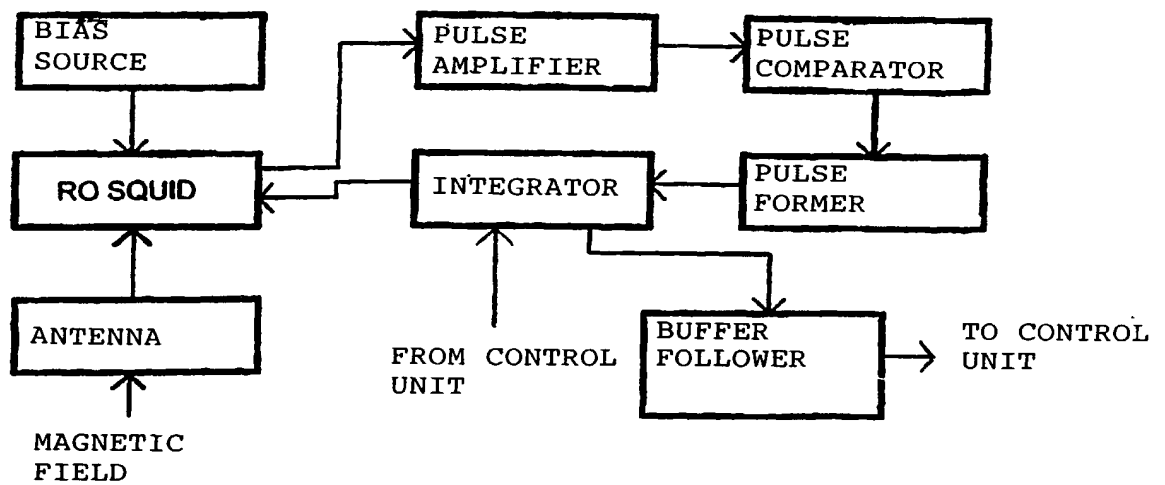 BIAS
SOURCE
PULSE
AMPLIFIER
PULSE
COMPARATOR
RO SQUID
INTEGRATOR
PULSE
FORMER
ANTENNA
FROM CONTROL
UNIT
BUFFER
FOLLOWER
TO CONTROL
UNIT
MAGNETIC
FIELD